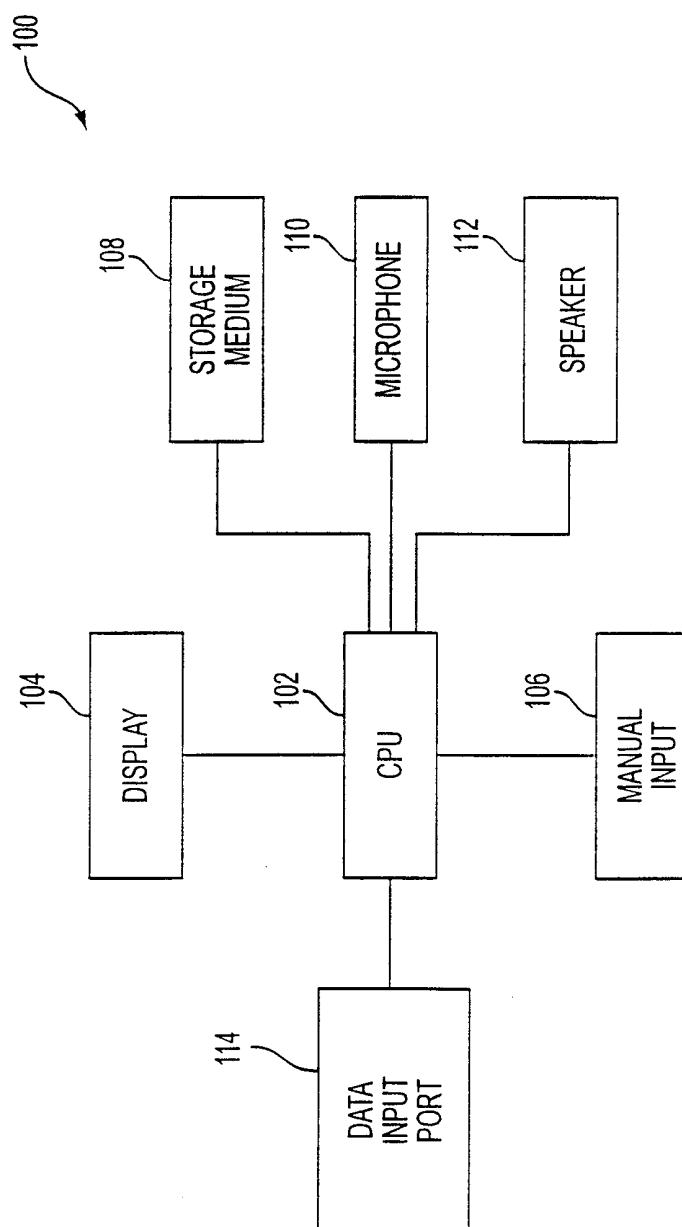 100
108
STORAGE
MEDIUM
110
MICROPHONE
112
SPEAKER
104
DISPLAY
102
CPU
106
MANUAL
INPUT
114
DATA
INPUT
PORT